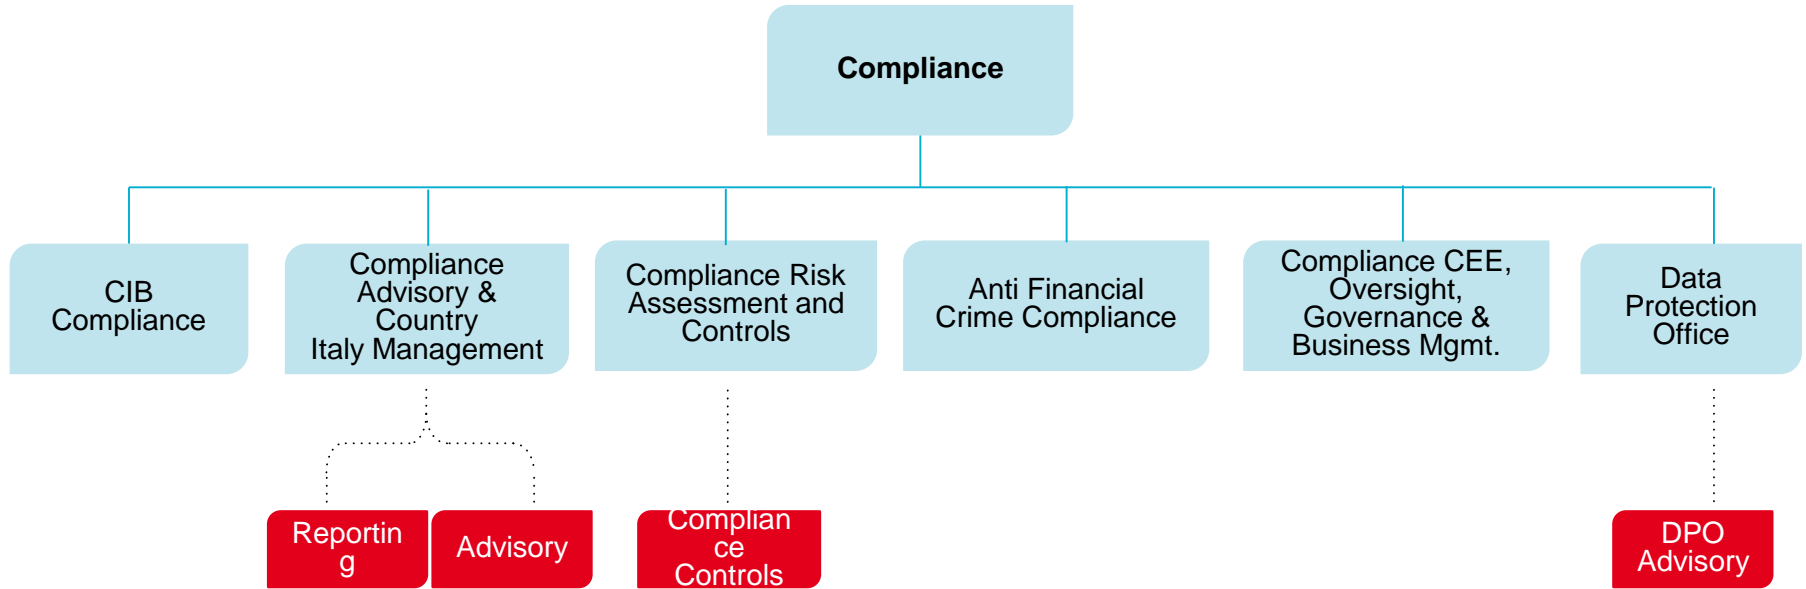 Compliance
CIB
Compliance
Compliance
Advisory &
Country
Italy Management
Compliance Risk
Assessment and
Controls
Anti Financial
Crime Compliance
Compliance CEE,
Oversight,
Governance &
Business Mgmt.
Data
Protection
Office
Reportin
g
Advisory
Complian
ce
Controls
DPO
Advisory